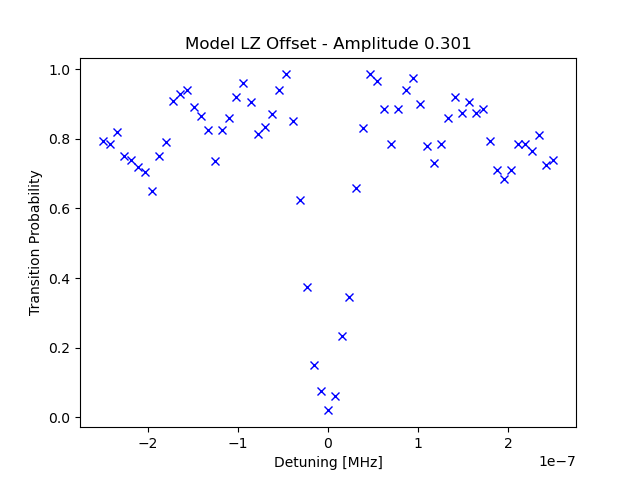 Model LZ Offset - Amplitude 0.301
1.0
0.8
0.6
0.4
0.2
0.0
Transition Probability
−2
−1
0
1
2
1e−7
Detuning [MHz]